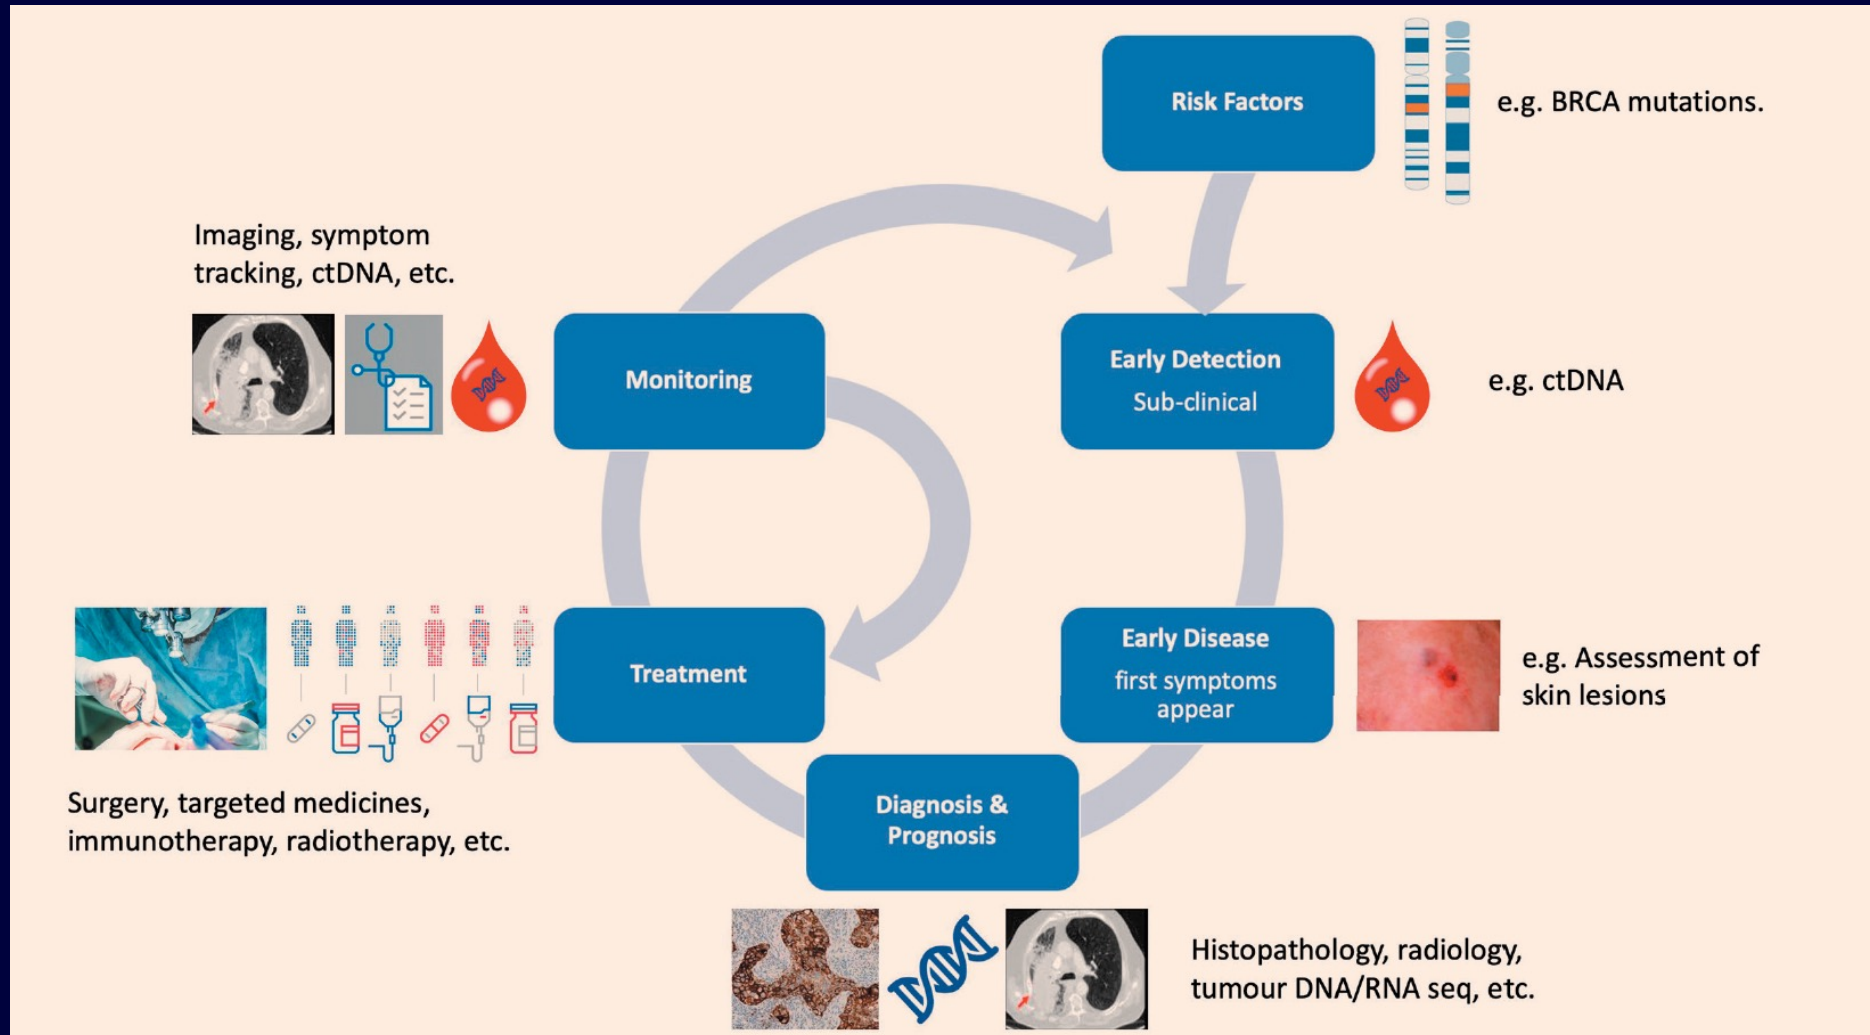 Risk Factors
e.g. BRCA mutations.
Imaging, symptom
tracking, ctDNA, etc.
Monitoring
Early Detection
Sub-clinical
e.g. ctDNA
Treatment
Early Disease
first symptoms
appear
e.g. Assessment of
skin lesions
Surgery, targeted medicines,
immunotherapy, radiotherapy, etc.
Diagnosis &
Prognosis
Histopathology, radiology,
tumour DNA/RNA seq, etc.